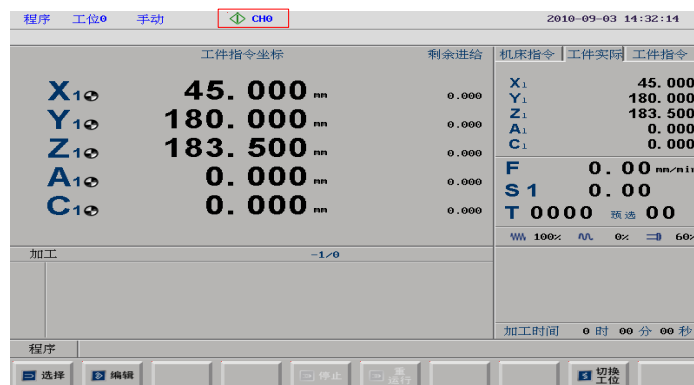 程序 工位0 手动 CH0 2010-09-03 14:32:14
工件指令坐标 剩余进给 机床指令 工件实际 工件指令
X1 45.000 mm 0.000
Y1 180.000 mm 0.000
Z1 183.500 mm 0.000
A1 0.000 mm 0.000
C1 0.000 mm 0.000
X1 45.000
Y1 180.000
Z1 183.500
A1 0.000
C1 0.000
F 0.00 mm/min
S1 0.00
T 0000 预选 00
100% 0% 60%
加工 -1/0
加工时间 0 时 00 分 00 秒
程序
选择 编辑 停止 重运行 切换工位